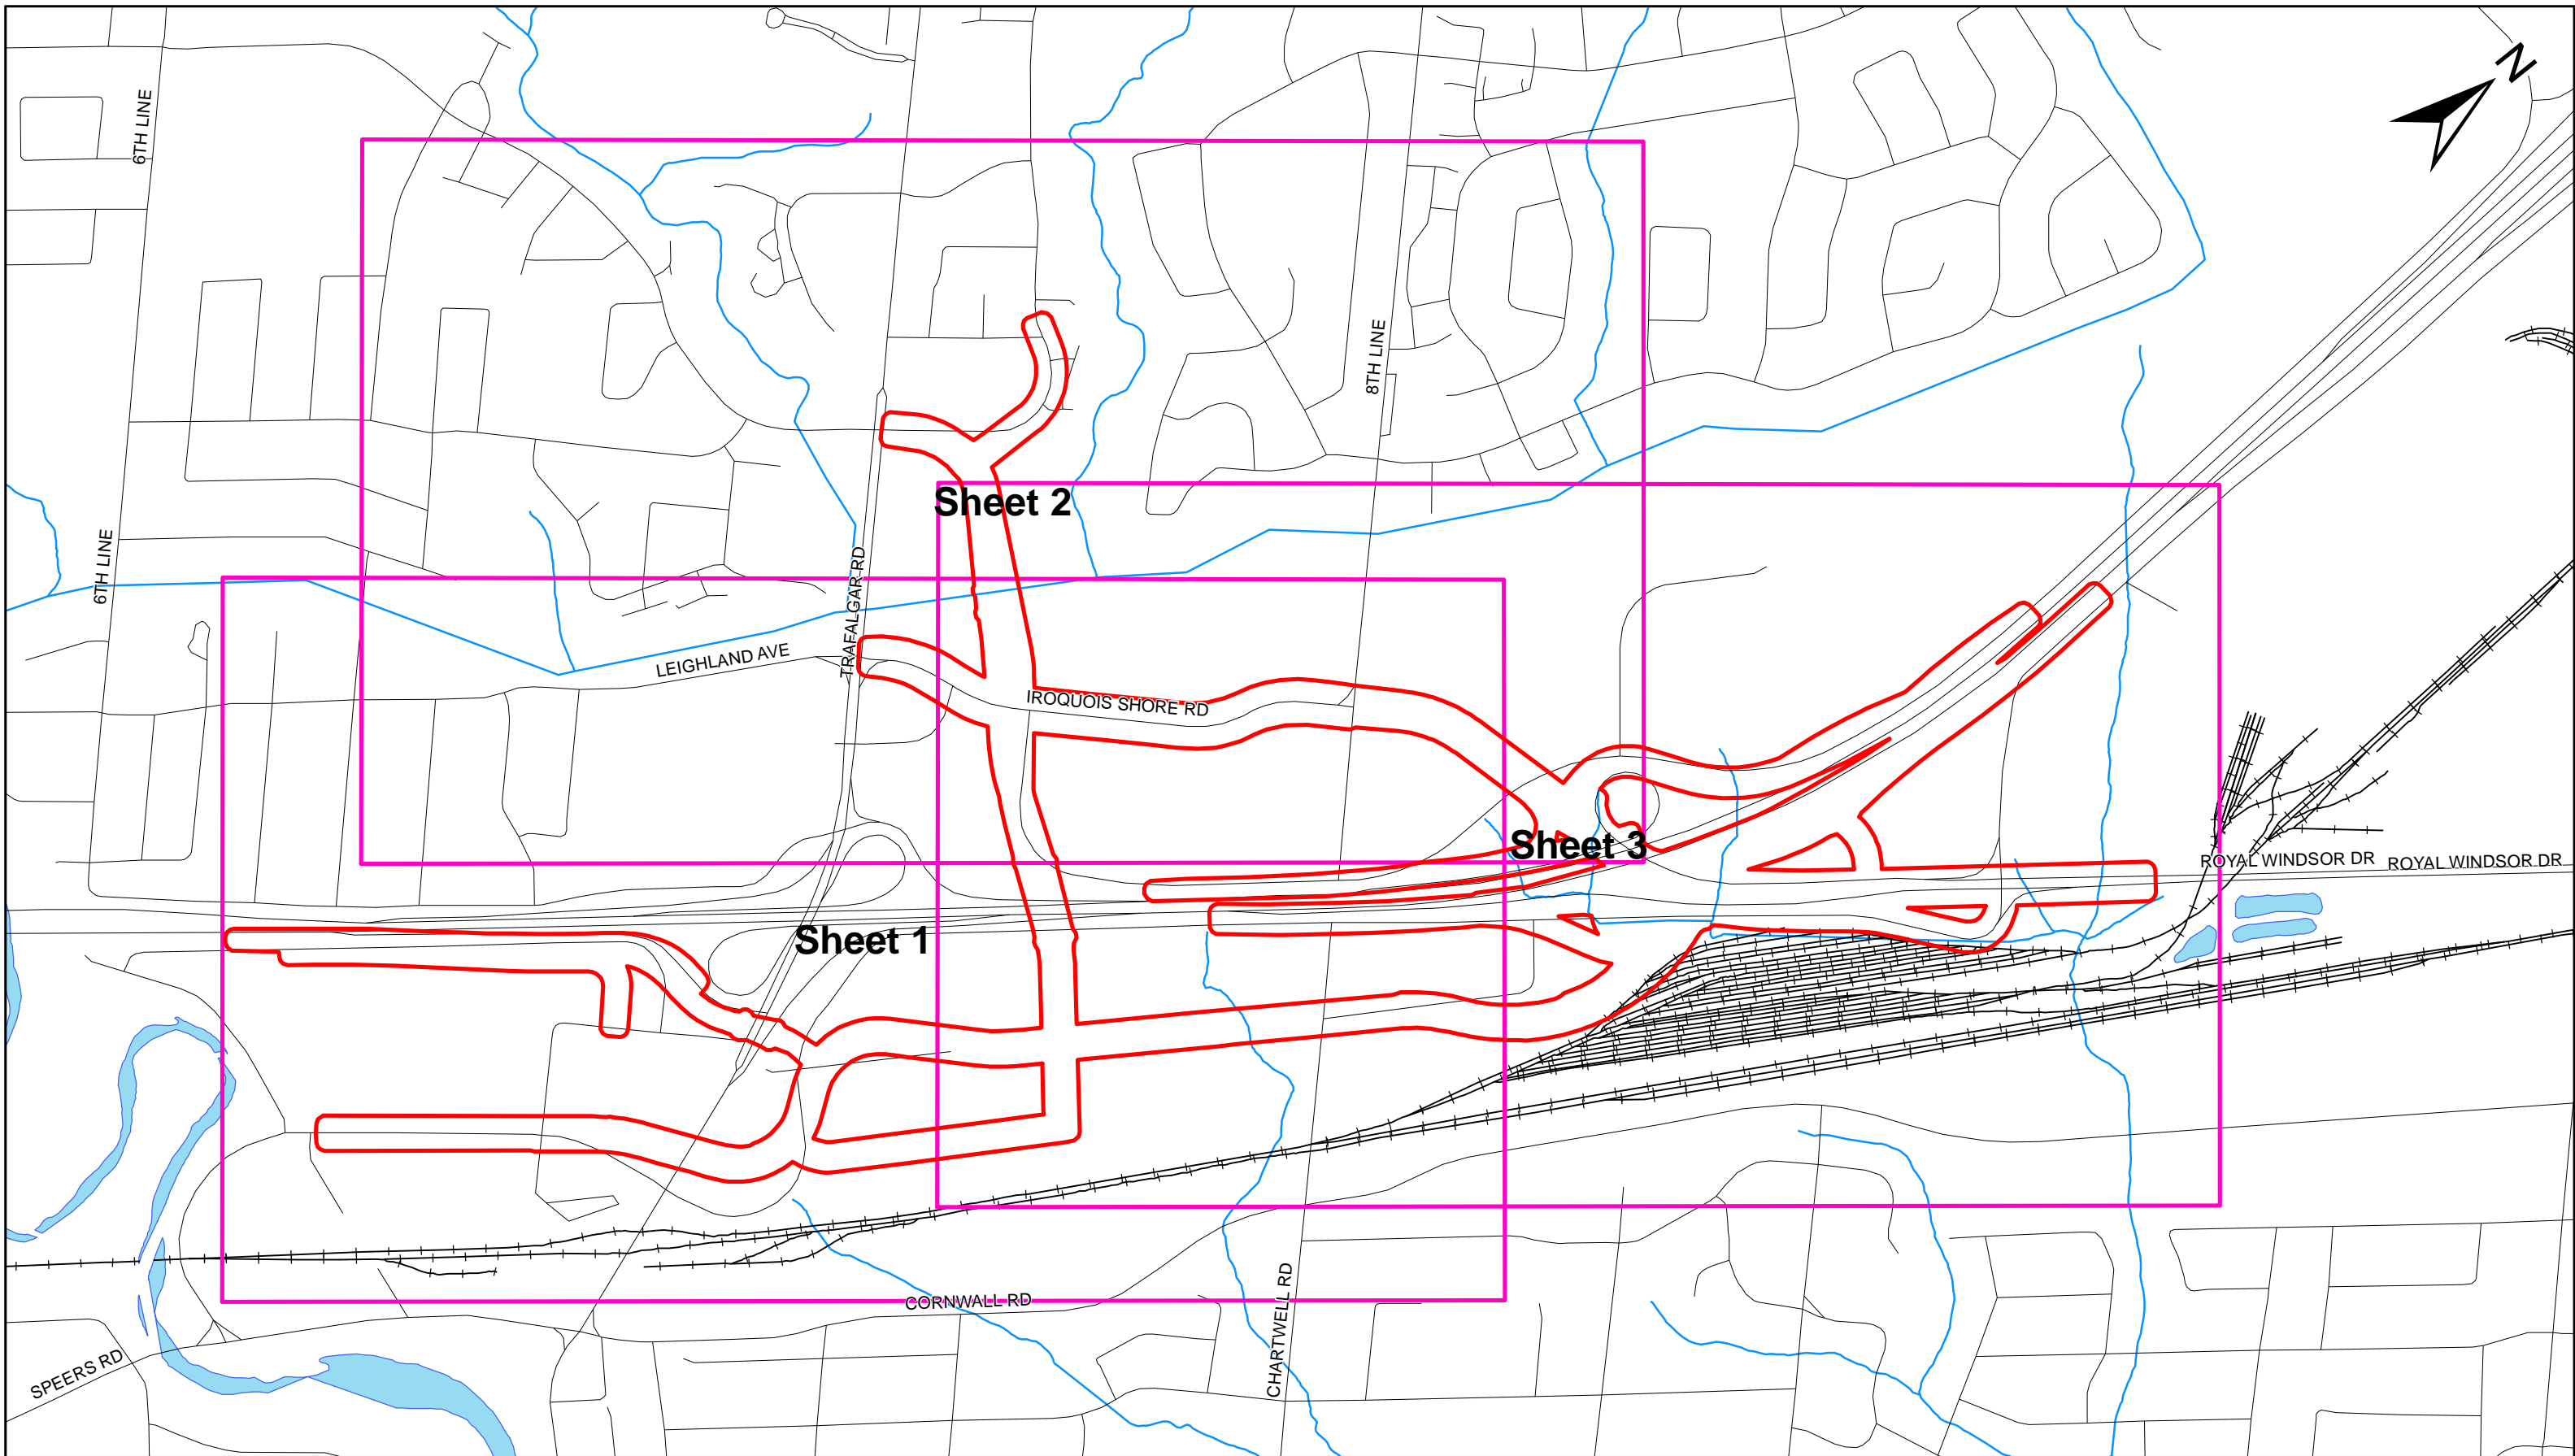 N
6TH LINE
8TH LINE
Sheet 2
6TH LINE
TRAFALGAR RD
LEIGHLAND AVE
IROQUOIS SHORE RD
Sheet 3
ROYAL WINDSOR DR
ROYAL WINDSOR DR
Sheet 1
CORNWALL RD
CHARTWELL RD
SPEERS RD